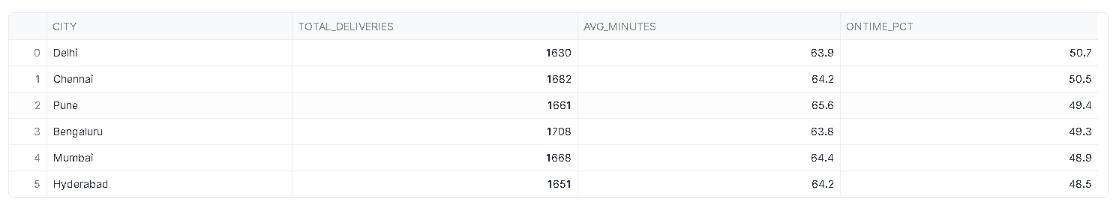 CITY TOTAL_DELIVERIES AVG_MINUTES ONTIME_PCT
0 Delhi 1630 63.9 50.7
1 Chennai 1682 64.2 50.5
2 Pune 1661 65.6 49.4
3 Bengaluru 1708 63.8 49.3
4 Mumbai 1668 64.4 48.9
5 Hyderabad 1651 64.2 48.5